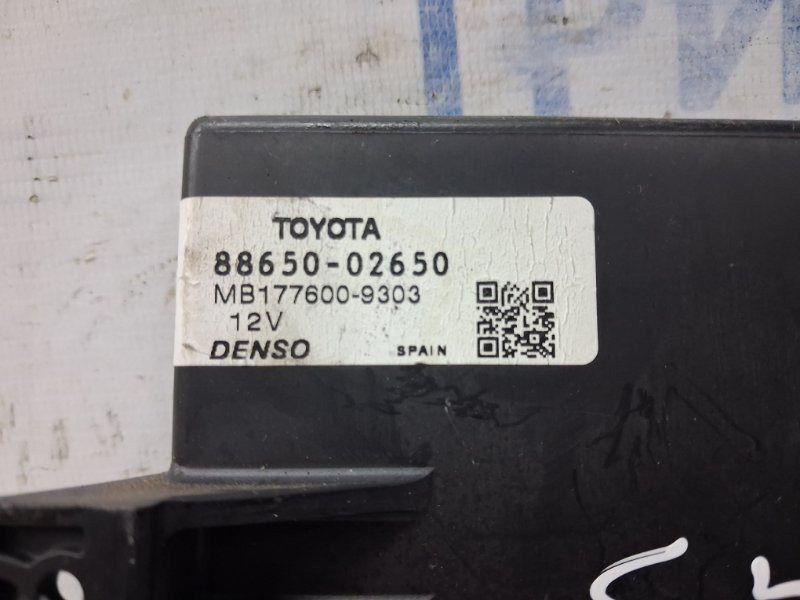 TOYOTA
88650-02650
MB177600-9303
12V
DENSO SPAIN